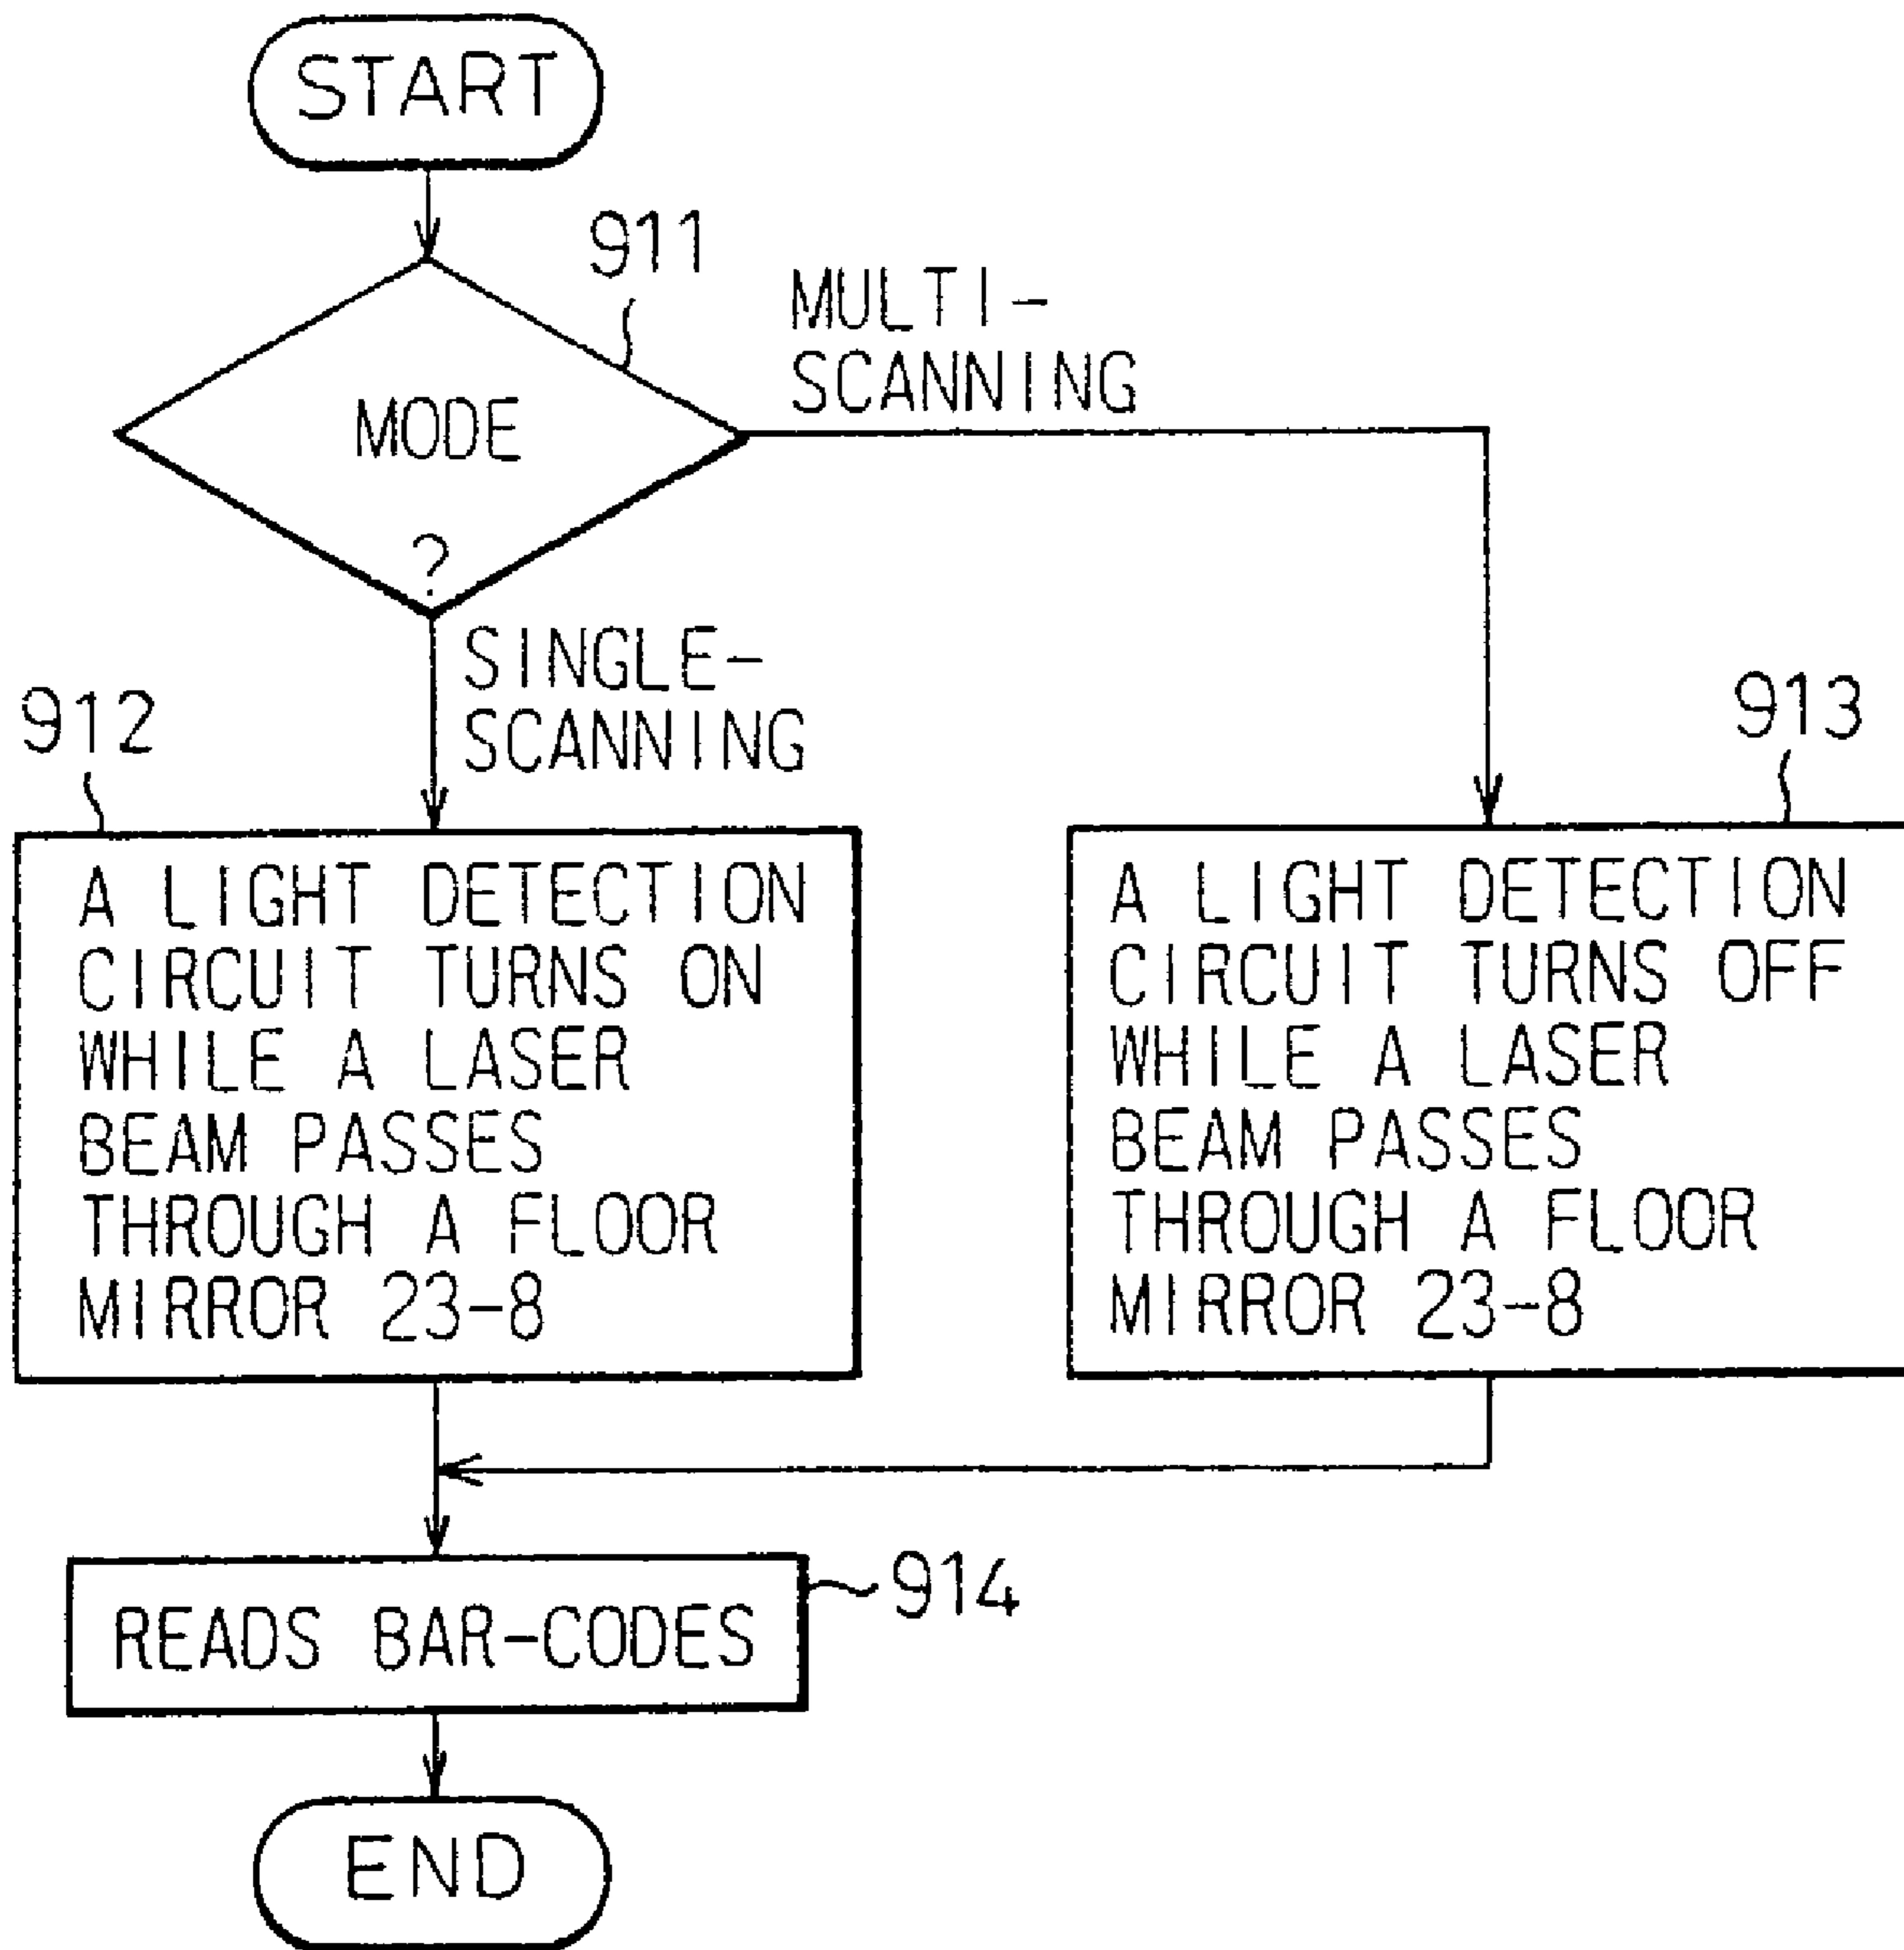 START
911
MULTI-
SCANNING
MODE
?
SINGLE-
SCANNING
912
913
A LIGHT DETECTION
CIRCUIT TURNS ON
WHILE A LASER
BEAM PASSES
THROUGH A FLOOR
MIRROR 23-8
A LIGHT DETECTION
CIRCUIT TURNS OFF
WHILE A LASER
BEAM PASSES
THROUGH A FLOOR
MIRROR 23-8
READS BAR-CODES
914
END